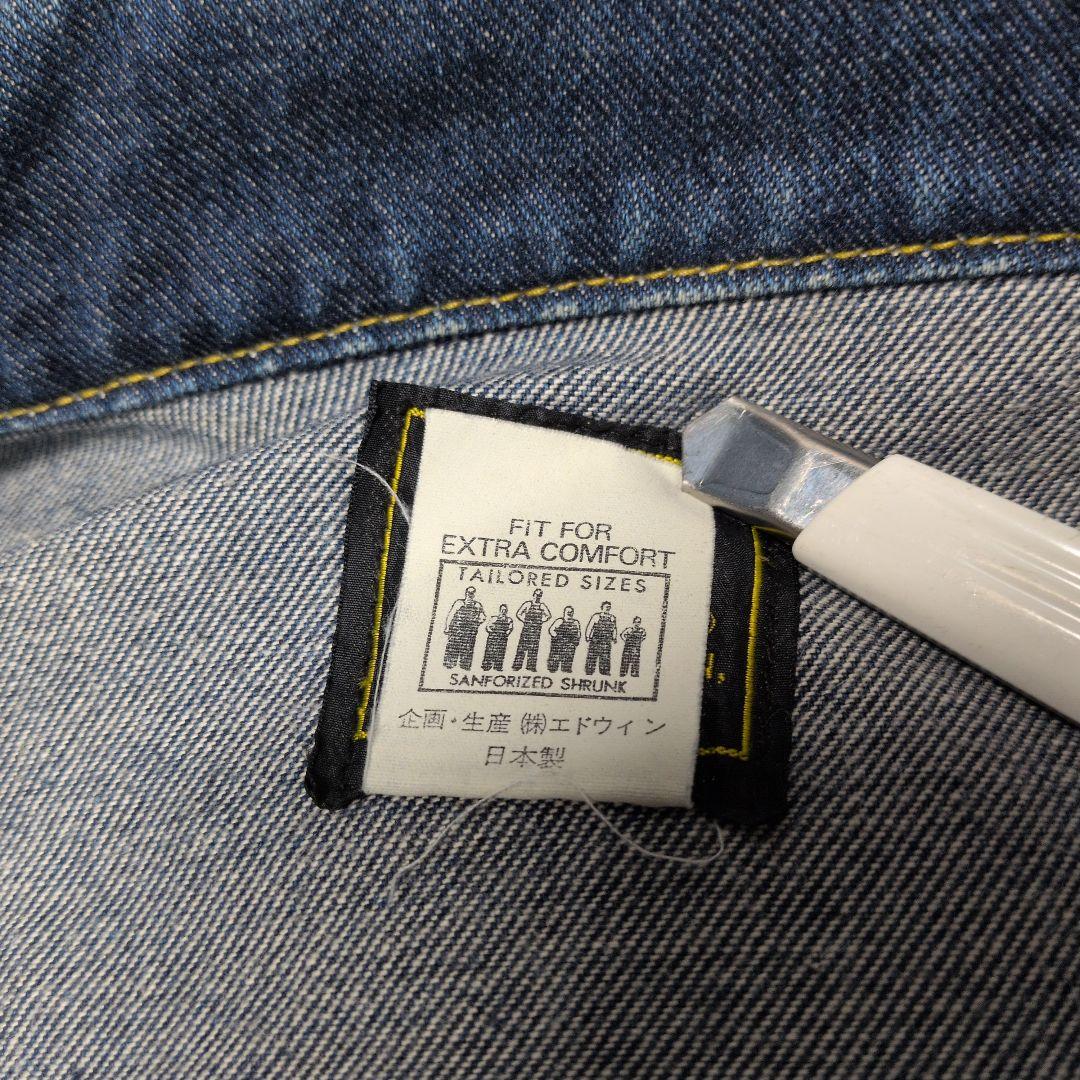 FIT FOR
EXTRA COMFORT
TAILORED SIZES
SANFORIZED SHRUNK
企画・生産 ㈱エドウイン
日本製